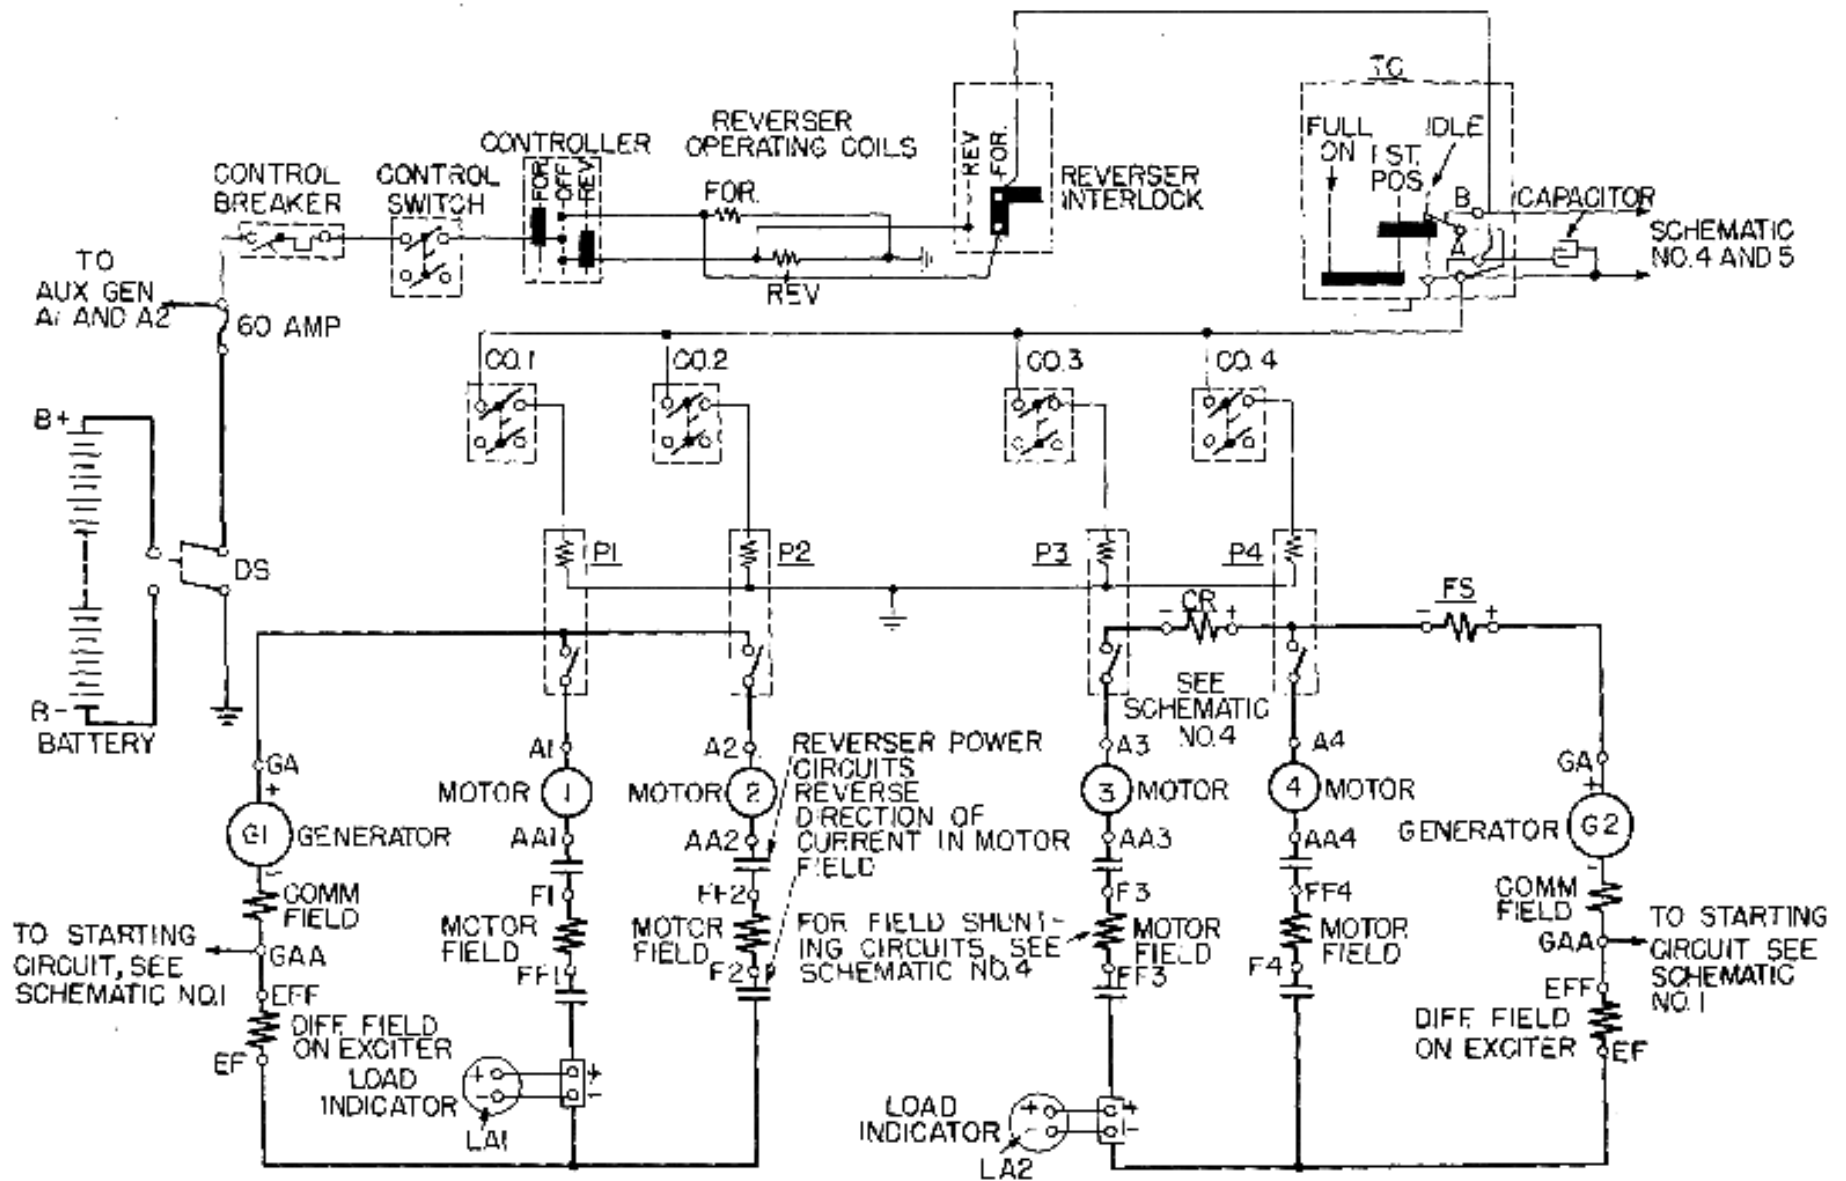 TO
REVERSER
OPERATING COILS
CONTROLLER
FOR.
OFF
REV
CONTROL
BREAKER
CONTROL
SWITCH
FOR.
REV
REV
FOR.
REVERSER
INTERLOCK
FULL
ON
IDLE
1 ST.
POS
B
A
CAPACITOR
SCHEMATIC
NO.4 AND 5
TO
AUX GEN
A1 AND A2
60 AMP
CO.1
CO.2
CO.3
CO.4
B+
DS
P1
P2
P3
P4
CR
- +
FS
- +
SEE
SCHEMATIC
NO.4
B-
BATTERY
GA
+
G1
GENERATOR
-
COMM
FIELD
TO STARTING
CIRCUIT, SEE
SCHEMATIC NO.1
GAA
EFF
DIFF. FIELD
ON EXCITER
EF
LOAD
INDICATOR
LA1
+
-
+
-
A1
MOTOR
1
AA1
F1
MOTOR
FIELD
FF1
A2
MOTOR
2
AA2
FF2
MOTOR
FIELD
F2
REVERSER POWER
CIRCUITS
REVERSE
DIRECTION OF
CURRENT IN MOTOR
FIELD
FOR FIELD SHUNT-
ING CIRCUITS, SEE
SCHEMATIC NO.4
A3
3
MOTOR
AA3
F3
MOTOR
FIELD
FF3
LOAD
INDICATOR
LA2
+
-
+
-
A4
4
MOTOR
AA4
FF4
MOTOR
FIELD
F4
GA
+
GENERATOR
G2
-
COMM
FIELD
GAA
TO STARTING
CIRCUIT SEE
SCHEMATIC
NO.1
EFF
DIFF. FIELD
ON EXCITER
EF